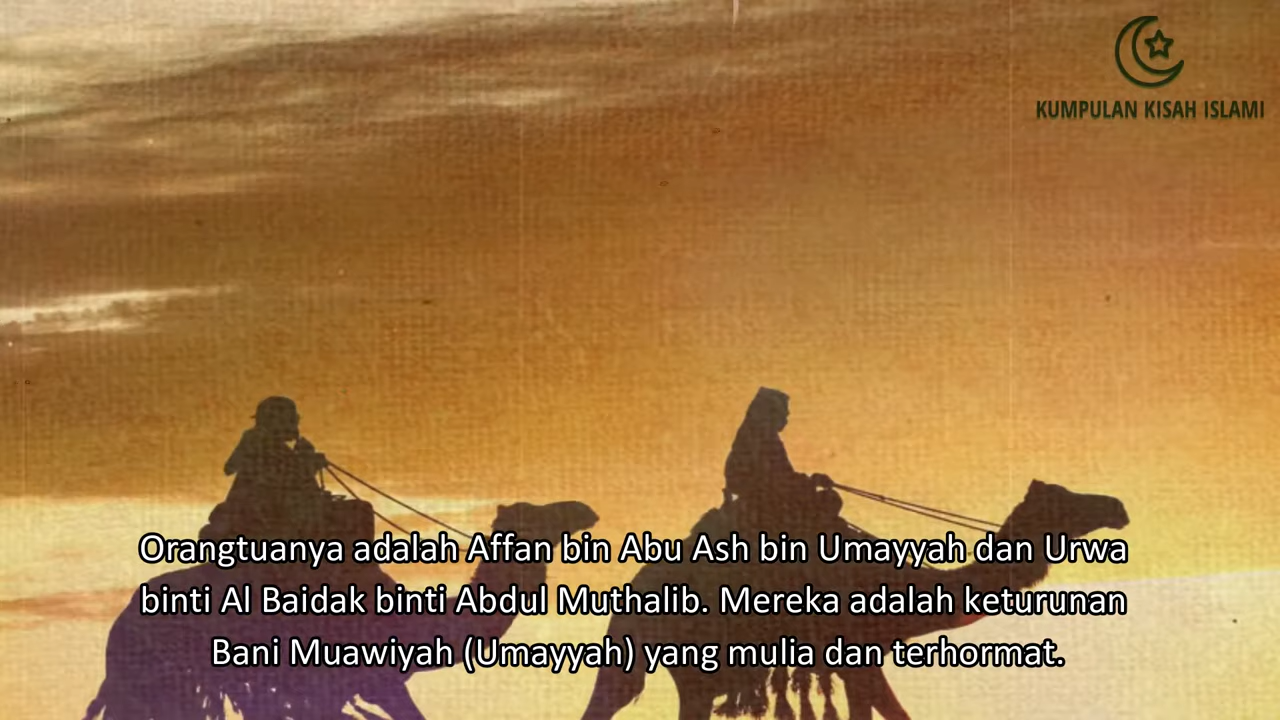 KUMPULAN KISAH ISLAMI
Orangtuanya adalah Affan bin Abu Ash bin Umayyah dan Urwa
binti Al Baidak binti Abdul Muthalib. Mereka adalah keturunan
Bani Muawiyah (Umayyah) yang mulia dan terhormat.